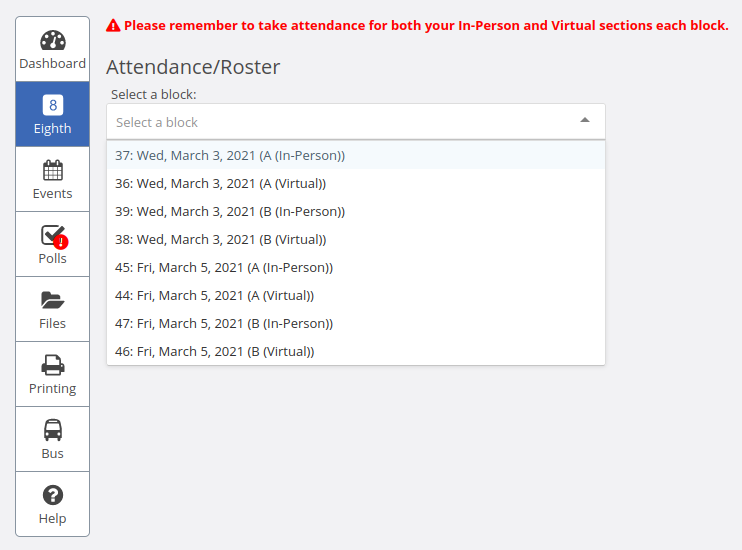 Please remember to take attendance for both your In-Person and Virtual sections each block.
Dashboard
8
Eighth
Events
Polls
Files
Printing
Bus
Help
Attendance/Roster
Select a block:
Select a block
37: Wed, March 3, 2021 (A (In-Person))
36: Wed, March 3, 2021 (A (Virtual))
39: Wed, March 3, 2021 (B (In-Person))
38: Wed, March 3, 2021 (B (Virtual))
45: Fri, March 5, 2021 (A (In-Person))
44: Fri, March 5, 2021 (A (Virtual))
47: Fri, March 5, 2021 (B (In-Person))
46: Fri, March 5, 2021 (B (Virtual))